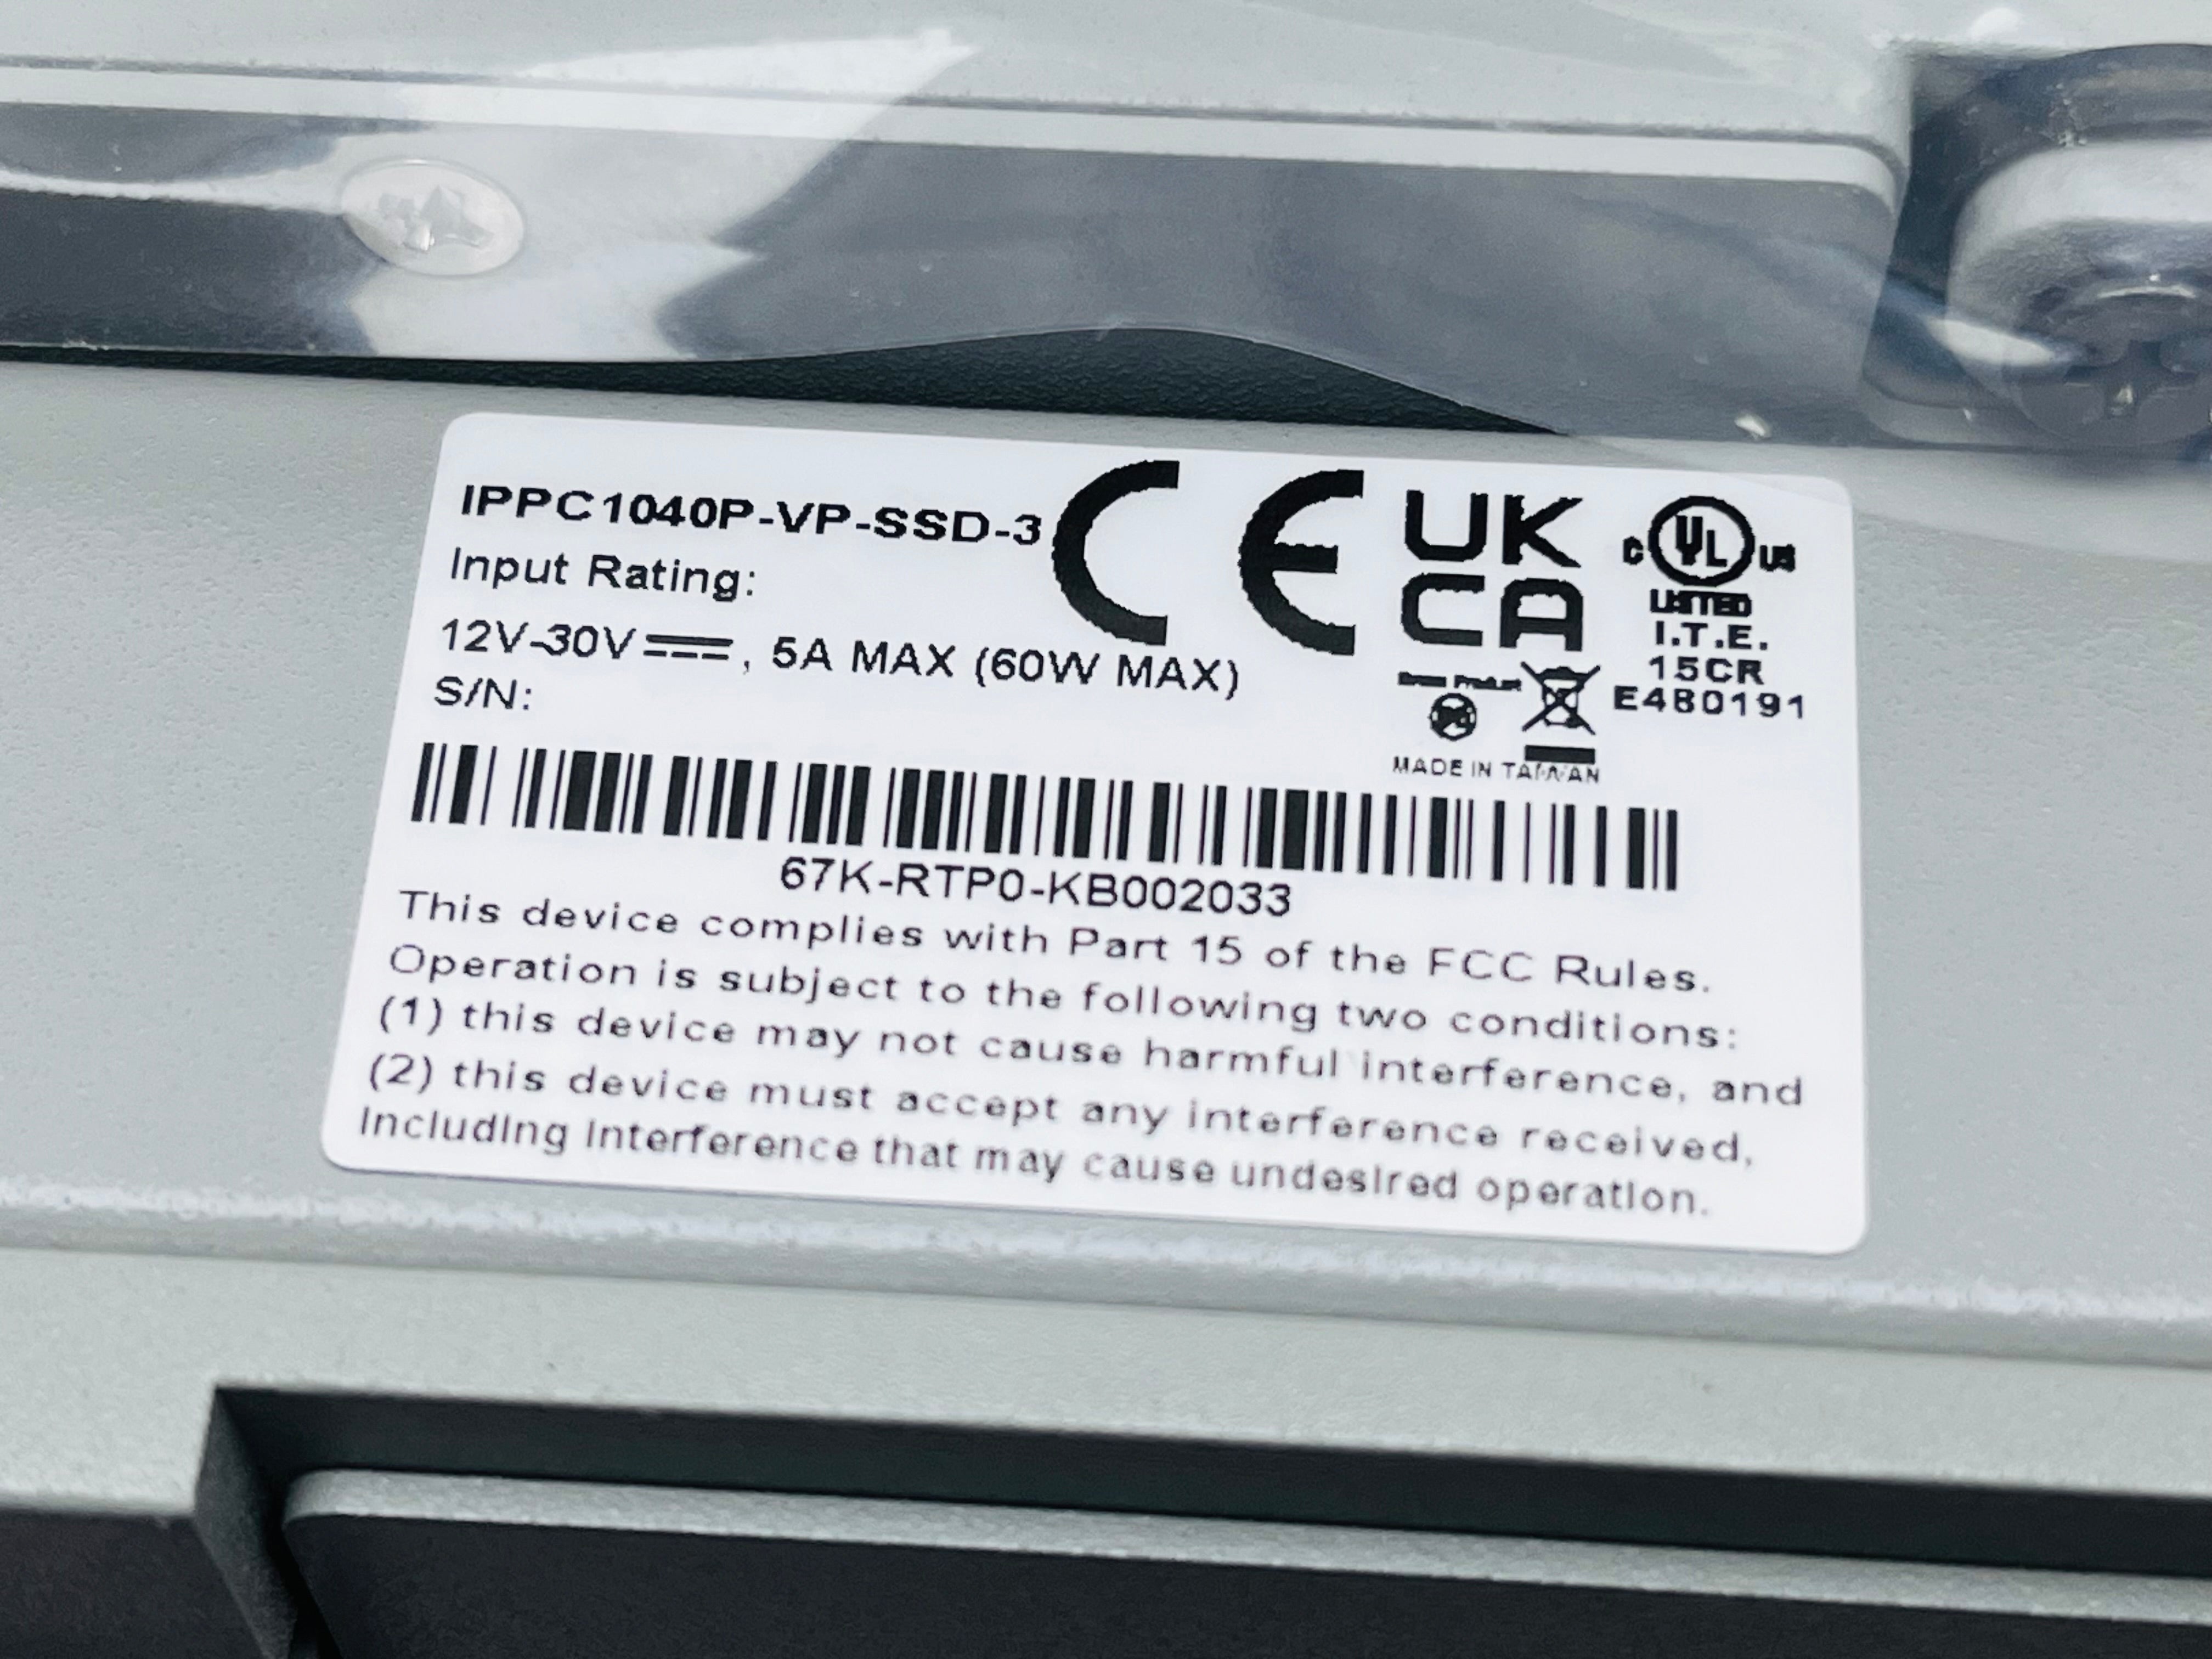 IPPC1040P-VP-SSD-3
Input Rating:
12V-30V⎓, 5A MAX (60W MAX)
S/N:
CE
UK
CA
C UL US
LISTED
I.T.E.
15CR
E480191
Green Product
MADE IN TAIWAN
67K-RTP0-KB002033
This device complies with Part 15 of the FCC Rules.
Operation is subject to the following two conditions:
(1) this device may not cause harmful interference, and
(2) this device must accept any interference received,
including interference that may cause undesired operation.